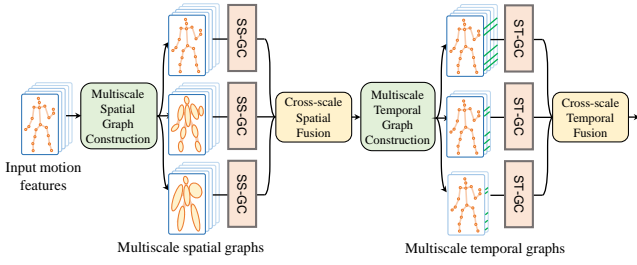 Input motion
features
Multiscale
Spatial
Graph
Construction
SS-GC
SS-GC
SS-GC
Multiscale spatial graphs
Cross-scale
Spatial
Fusion
Multiscale
Temporal
Graph
Construction
ST-GC
ST-GC
ST-GC
Multiscale temporal graphs
Cross-scale
Temporal
Fusion